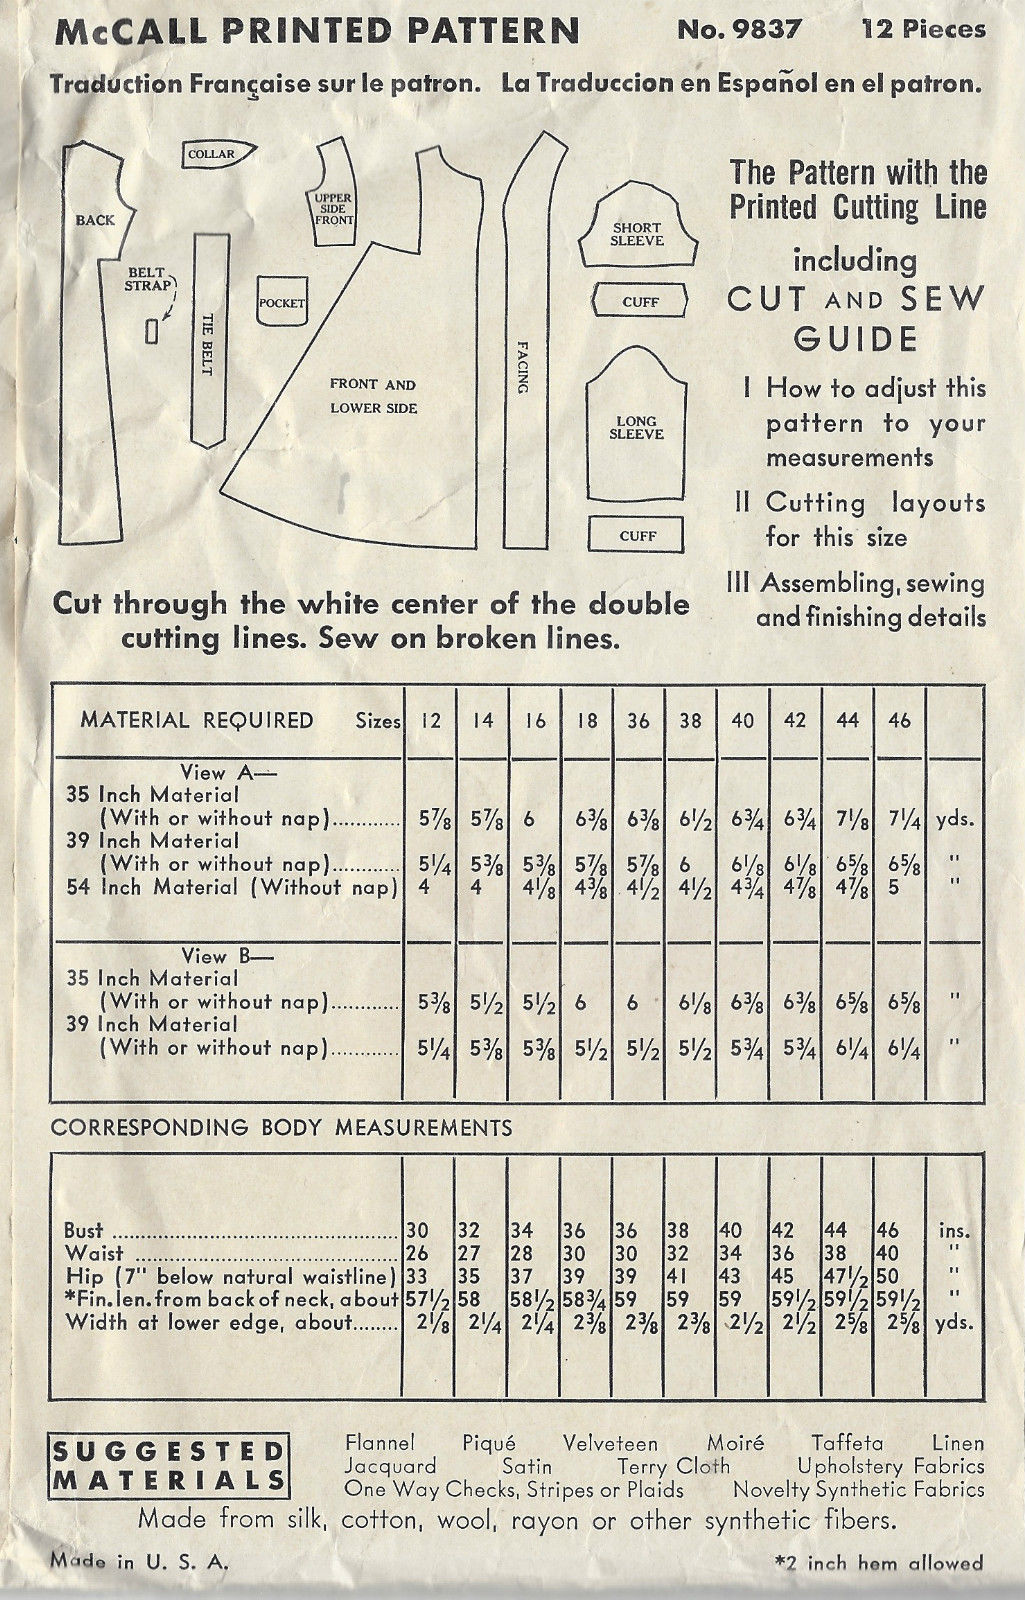 McCALL PRINTED PATTERN No. 9837 12 Pieces
Traduction Française sur le patron. La Traduccion en Español en el patron.
BACK
COLLAR
UPPER
SIDE
FRONT
BELT
STRAP
TIE BELT
POCKET
FRONT AND
LOWER SIDE
FACING
SHORT
SLEEVE
CUFF
LONG
SLEEVE
CUFF
The Pattern with the
Printed Cutting Line
including
CUT AND SEW
GUIDE
I How to adjust this
pattern to your
measurements
II Cutting layouts
for this size
III Assembling, sewing
and finishing details
Cut through the white center of the double
cutting lines. Sew on broken lines.
MATERIAL REQUIRED Sizes 12 14 16 18 36 38 40 42 44 46
View A—
35 Inch Material
(With or without nap)............ 5⅞ 5⅞ 6 6⅜ 6⅜ 6½ 6¾ 6¾ 7⅛ 7¼ yds.
39 Inch Material
(With or without nap)............ 5¼ 5⅜ 5⅜ 5⅞ 5⅞ 6 6⅛ 6⅛ 6⅝ 6⅝ "
54 Inch Material (Without nap) 4 4 4⅛ 4⅜ 4½ 4½ 4¾ 4⅞ 4⅞ 5 "
View B—
35 Inch Material
(With or without nap)............ 5⅜ 5½ 5½ 6 6 6⅛ 6⅜ 6⅜ 6⅝ 6⅝ "
39 Inch Material
(With or without nap)............ 5¼ 5⅜ 5⅜ 5½ 5½ 5½ 5¾ 5¾ 6¼ 6¼ "
CORRESPONDING BODY MEASUREMENTS
Bust ................................................ 30 32 34 36 36 38 40 42 44 46 ins.
Waist ............................................. 26 27 28 30 30 32 34 36 38 40 "
Hip (7" below natural waistline) 33 35 37 39 39 41 43 45 47½ 50 "
*Fin. len. from back of neck, about 57½ 58 58½ 58¾ 59 59 59 59½ 59½ 59½ "
Width at lower edge, about........ 2⅛ 2¼ 2¼ 2⅜ 2⅜ 2⅜ 2½ 2½ 2⅝ 2⅝ yds.
SUGGESTED
MATERIALS
Flannel Piqué Velveteen Moiré Taffeta Linen
Jacquard Satin Terry Cloth Upholstery Fabrics
One Way Checks, Stripes or Plaids Novelty Synthetic Fabrics
Made from silk, cotton, wool, rayon or other synthetic fibers.
Made in U. S. A. *2 inch hem allowed